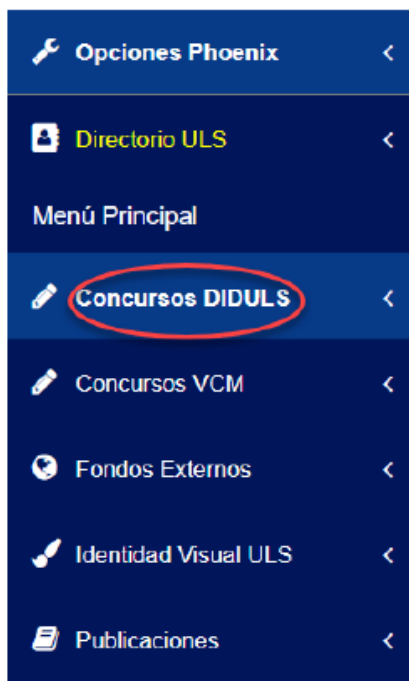 Opciones Phoenix
Directorio ULS
Menú Principal
Concursos DIDULS
Concursos VCM
Fondos Externos
Identidad Visual ULS
Publicaciones